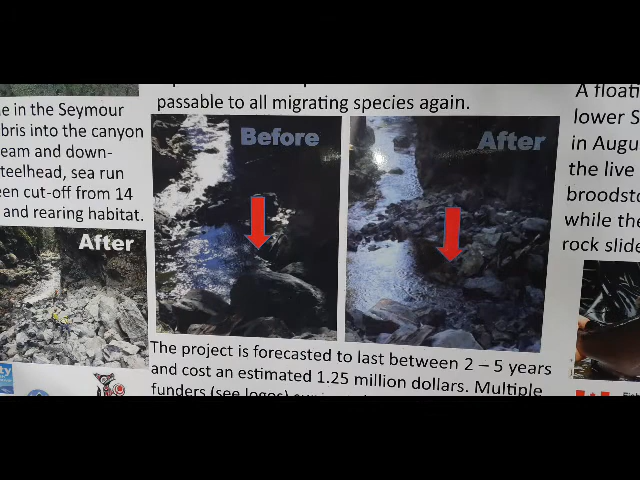 e in the Seymour
bris into the canyon
eam and down-
teelhead, sea run
een cut-off from 14
and rearing habitat.
After
passable to all migrating species again.
Before
After
The project is forecasted to last between 2 – 5 years
and cost an estimated 1.25 million dollars. Multiple
funders (see logos)
A floati
lower S
in Augu
the live
broodsto
while the
rock slide